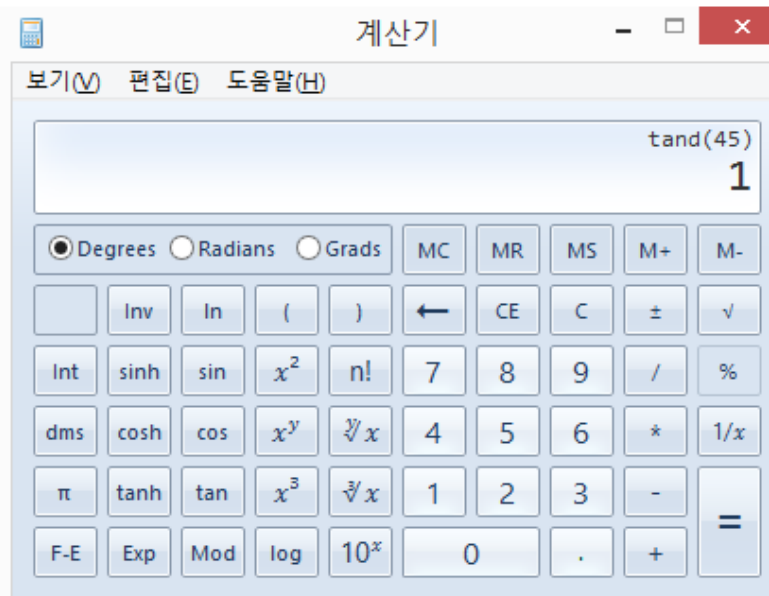 계산기
보기(V) 편집(E) 도움말(H)
tand(45)
1
Degrees Radians Grads MC MR MS M+ M-
Inv In ( ) ← CE C ± √
Int sinh sin x² n! 7 8 9 / %
dms cosh cos xʸ ʸ√x 4 5 6 * 1/x
π tanh tan x³ ³√x 1 2 3 - =
F-E Exp Mod log 10ˣ 0 . +